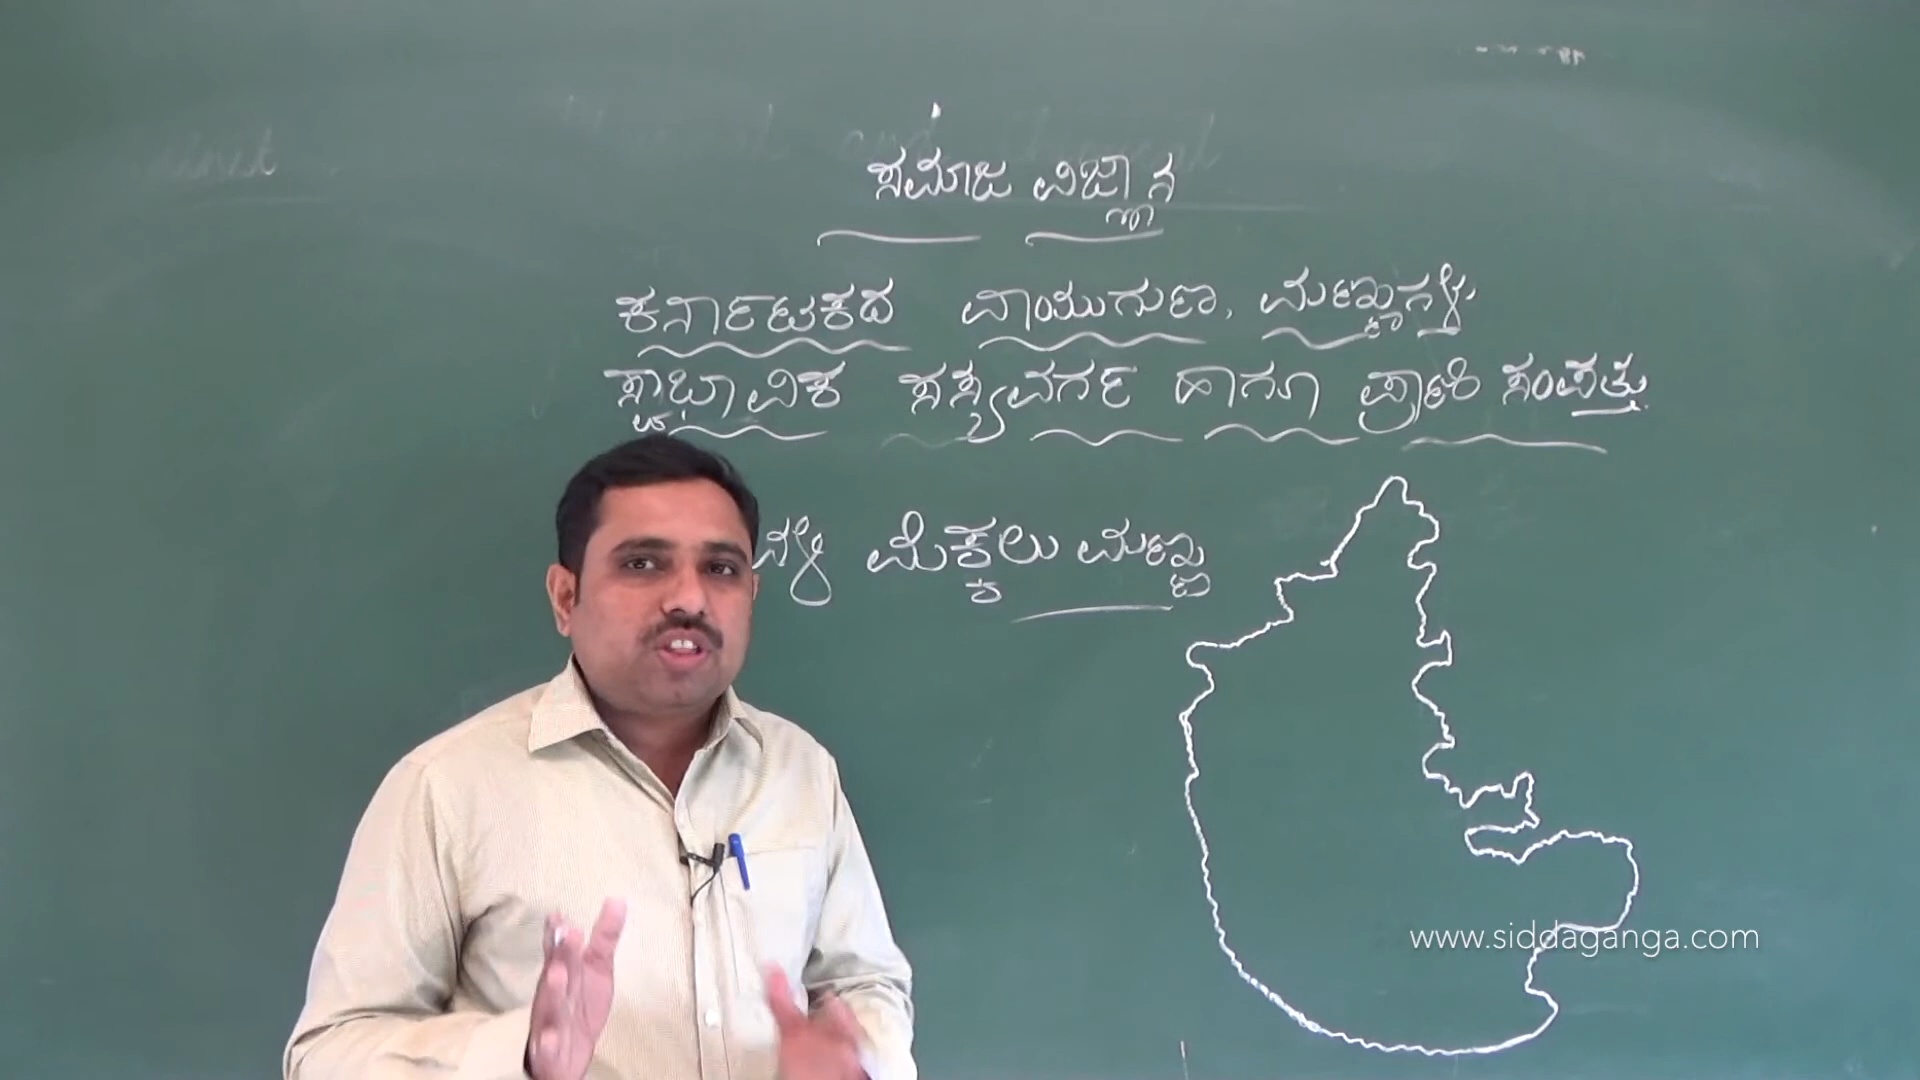 ಸಮಾಜ ವಿಜ್ಞಾನ
ಕರ್ನಾಟಕದ ವಾಯುಗುಣ, ಮಣ್ಣುಗಳು,
ಸ್ವಾಭಾವಿಕ ಸಸ್ಯವರ್ಗ ಹಾಗೂ ಪ್ರಾಣಿ ಸಂಪತ್ತು
ಮೆಕ್ಕಲು ಮಣ್ಣು
www.siddaganga.com